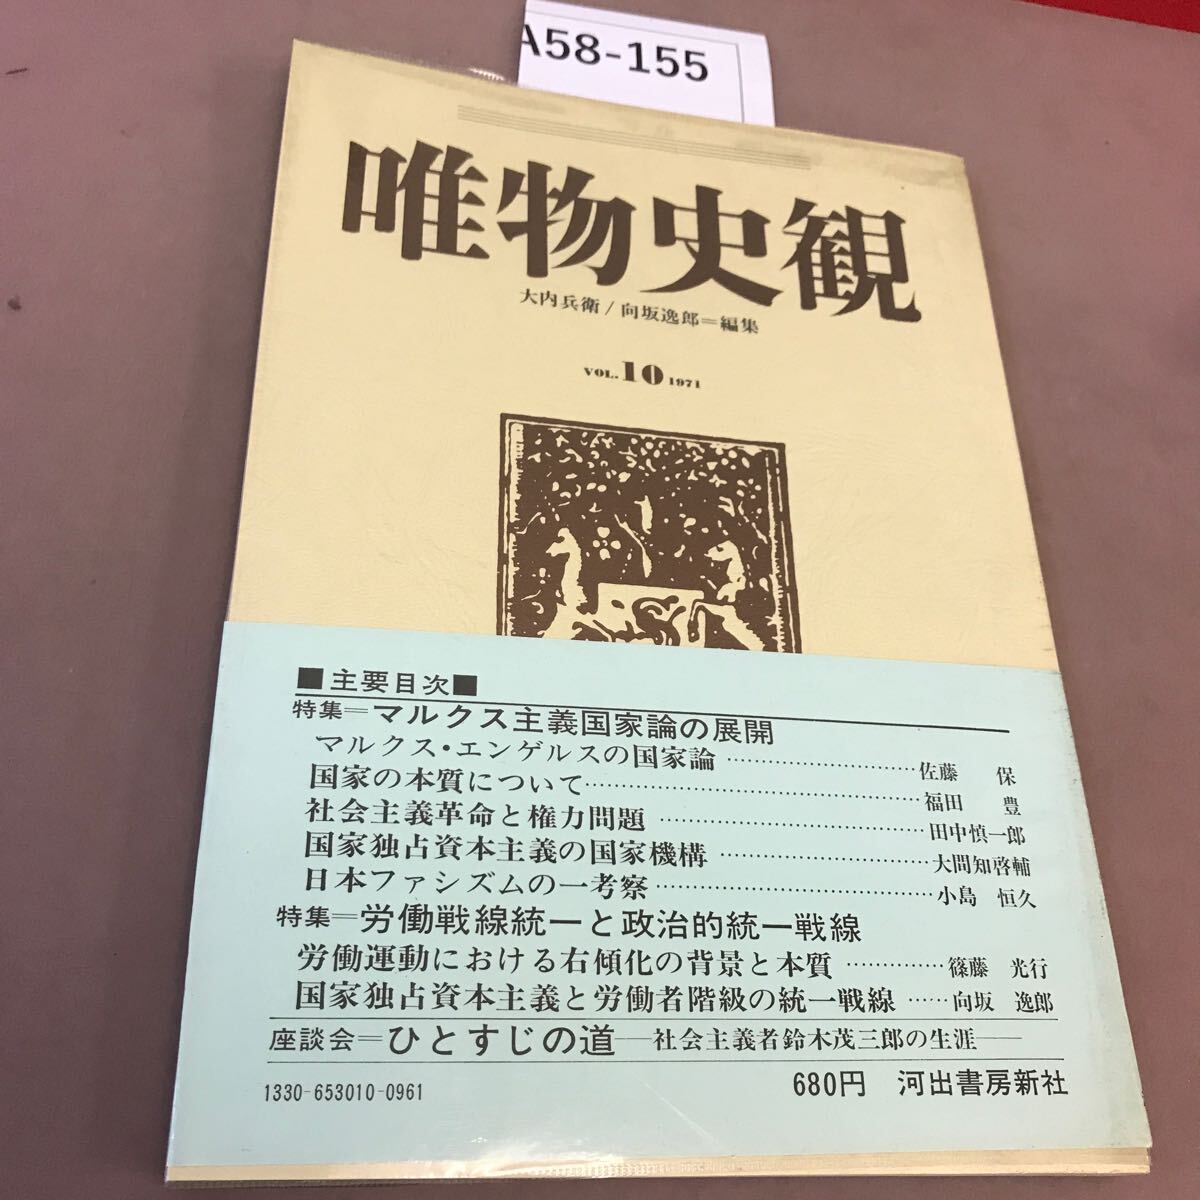 A58-155
唯物史観
大内兵衛/向坂逸郎=編集
VOL.10 1971
■主要目次■
特集=マルクス主義国家論の展開
マルクス・エンゲルスの国家論……………………佐藤 保
国家の本質について……………………………………福田 豊
社会主義革命と権力問題……………………………田中慎一郎
国家独占資本主義の国家機構………………………大間知啓輔
日本ファシズムの一考察………………………………小島 恒久
特集=労働戦線統一と政治的統一戦線
労働運動における右傾化の背景と本質…………篠藤 光行
国家独占資本主義と労働者階級の統一戦線……向坂 逸郎
座談会=ひとすじの道―社会主義者鈴木茂三郎の生涯―
1330-653010-0961 680円 河出書房新社